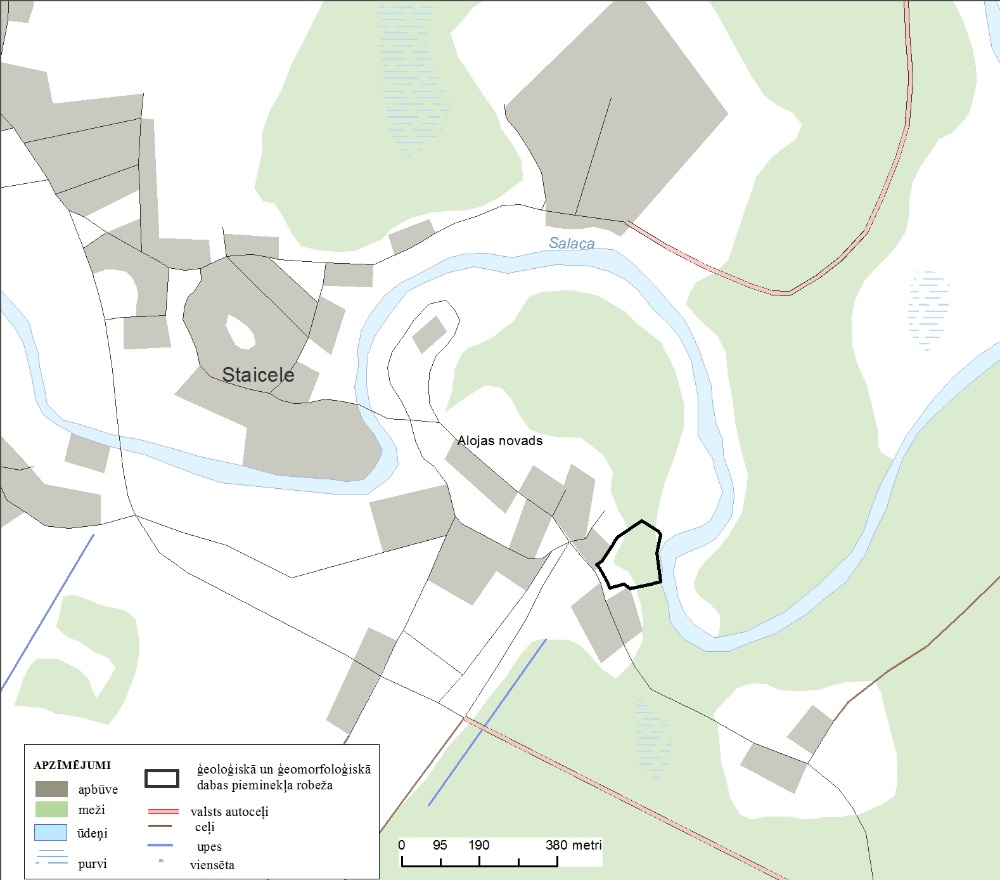 Salaca
Staicele
Alojas novads
APZĪMĒJUMI
apbūve
meži
ūdeņi
purvi
ģeoloģiskā un ģeomorfoloģiskā
dabas pieminekļa robeža
valsts autoceļi
ceļi
upes
viensēta
0 95 190 380 metri